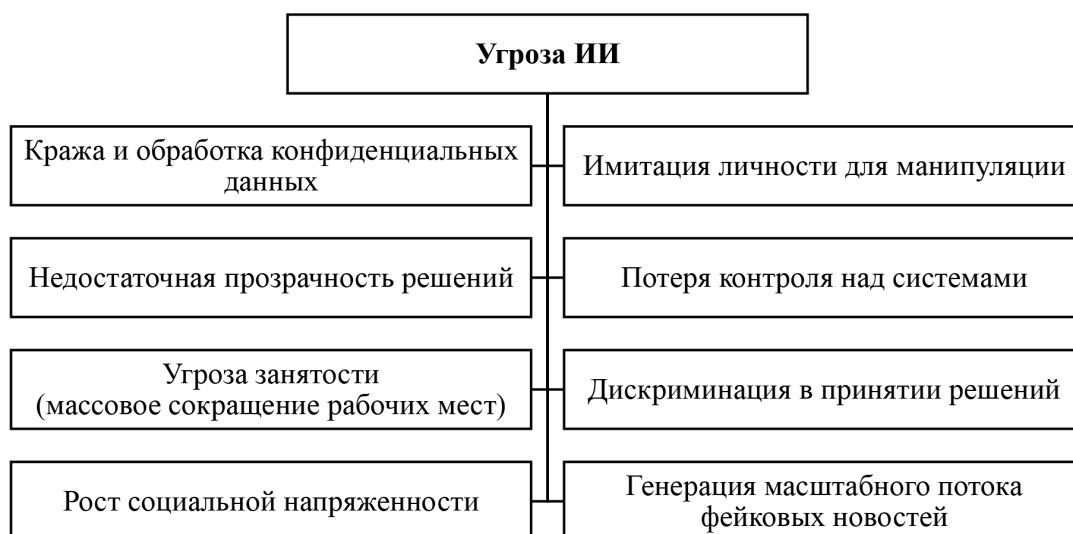 Угроза ИИ
Кража и обработка конфиденциальных
данных
Имитация личности для манипуляции
Недостаточная прозрачность решений
Потеря контроля над системами
Угроза занятости
(массовое сокращение рабочих мест)
Дискриминация в принятии решений
Рост социальной напряженности
Генерация масштабного потока
фейковых новостей